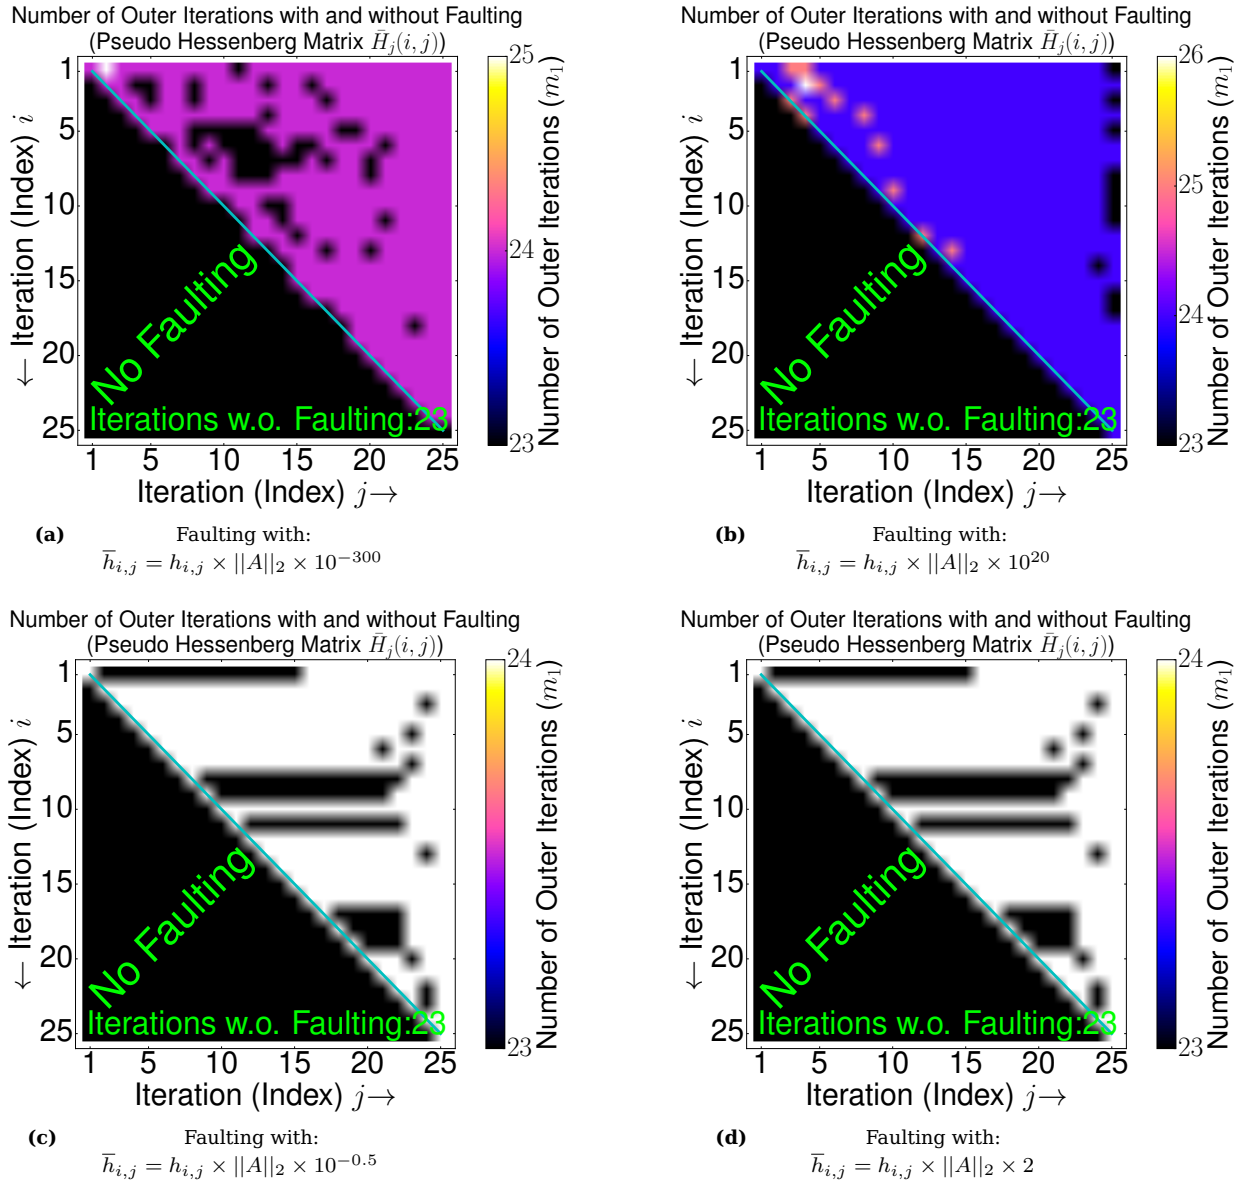 Number of Outer Iterations with and without Faulting
(Pseudo Hessenberg Matrix H̄_j(i, j))
1
5
10
15
20
25
← Iteration (Index) i
No Faulting
Iterations w.o. Faulting:23
1 5 10 15 20 25
Iteration (Index) j→
25
24
23
Number of Outer Iterations (m₁)
(a) Faulting with:
h̅_{i,j} = h_{i,j} × ||A||₂ × 10^{−300}
Number of Outer Iterations with and without Faulting
(Pseudo Hessenberg Matrix H̄_j(i, j))
1
5
10
15
20
25
← Iteration (Index) i
No Faulting
Iterations w.o. Faulting:23
1 5 10 15 20 25
Iteration (Index) j→
26
25
24
23
Number of Outer Iterations (m₁)
(b) Faulting with:
h̅_{i,j} = h_{i,j} × ||A||₂ × 10^{20}
Number of Outer Iterations with and without Faulting
(Pseudo Hessenberg Matrix H̄_j(i, j))
1
5
10
15
20
25
← Iteration (Index) i
No Faulting
Iterations w.o. Faulting:23
1 5 10 15 20 25
Iteration (Index) j→
24
23
Number of Outer Iterations (m₁)
(c) Faulting with:
h̅_{i,j} = h_{i,j} × ||A||₂ × 10^{−0.5}
Number of Outer Iterations with and without Faulting
(Pseudo Hessenberg Matrix H̄_j(i, j))
1
5
10
15
20
25
← Iteration (Index) i
No Faulting
Iterations w.o. Faulting:23
1 5 10 15 20 25
Iteration (Index) j→
24
23
Number of Outer Iterations (m₁)
(d) Faulting with:
h̅_{i,j} = h_{i,j} × ||A||₂ × 2